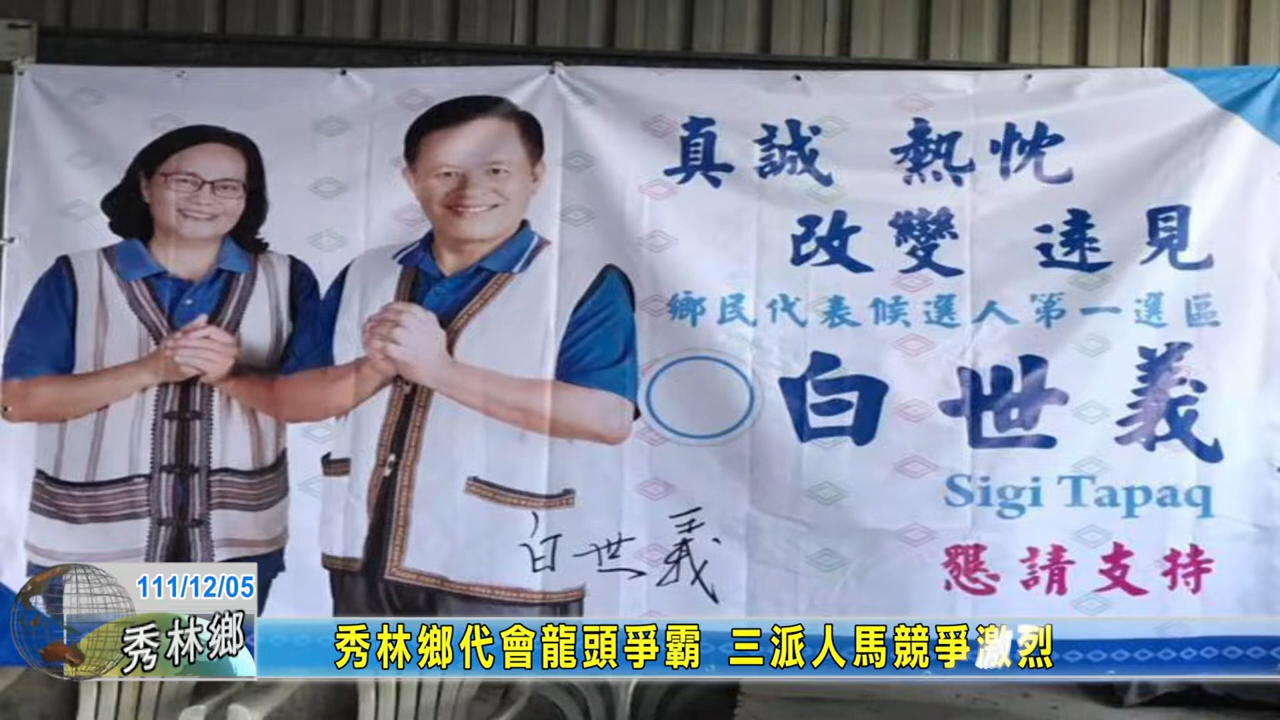 真誠 熱忱
改變 遠見
鄉民代表候選人第一選區
白世義
Sigi Tapaq
白世義
懇請支持
111/12/05
秀林鄉
秀林鄉代會龍頭爭霸 三派人馬競爭激烈